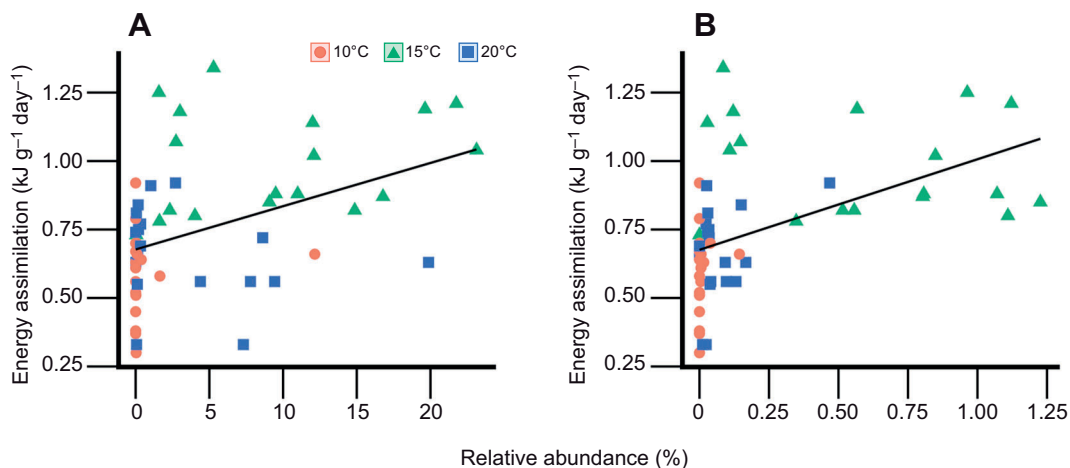 A
B
10°C 15°C 20°C
Energy assimilation (kJ g–1 day–1)
1.25
1.00
0.75
0.50
0.25
0 5 10 15 20
Energy assimilation (kJ g–1 day–1)
1.25
1.00
0.75
0.50
0.25
0 0.25 0.50 0.75 1.00 1.25
Relative abundance (%)